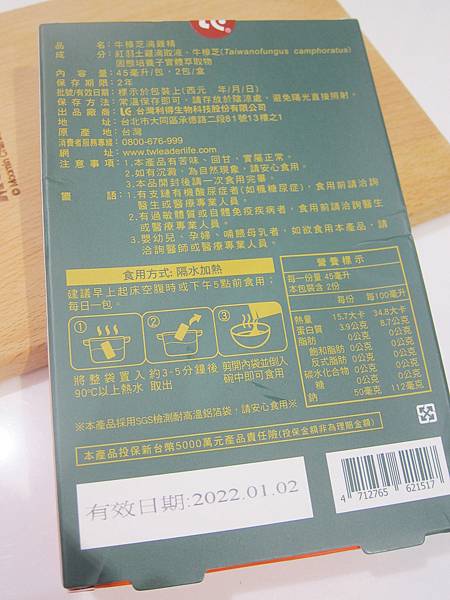 品名：牛樟芝滴雞精
成分：紅羽土雞滴取液、牛樟芝(Taiwanofungus camphoratus)
固態培養子實體萃取物
內容量：45毫升/包，2包/盒
保存期限：2年
批號/有效日期：標示於包裝上(西元 年/月/日)
保存方法：常溫保存即可，請存放於陰涼處，避免陽光直接照射。
出品廠商：LC 台灣利得生物科技股份有限公司
地址：台北市大同區承德路二段81號13樓之1
原產地：台灣
消費者服務專線：0800-676-999
網址：www.twleaderlife.com
注意事項：1.本產品有苦味、回甘，實屬正常。
2.如有沉澱，為自然現象，請安心食用。
3.本品開封後請一次食用完畢。
警語：1.有支鏈有機酸尿症者(如楓糖尿症)，食用前請洽詢
醫生或醫療專業人員。
2.有過敏體質或自體免疫疾病者，食用前請洽詢醫師
或醫療專業人員。
3.嬰幼兒、孕婦、哺餵母乳者，如欲食用本產品，請
洽詢醫師或醫療專業人員。
食用方式：隔水加熱
建議早上起床空腹時或下午5點前食用；
每日一包。
①
②
③
將整袋置入
90℃以上熱水
約3-5分鐘後
取出
剪開內袋並倒入
碗中即可食用
※本產品採用SGS檢測耐高溫鋁箔袋，請安心食用※
營養標示
每一份量 45毫升
本包裝含 2份
每份 每100毫升
熱量 15.7大卡 34.8大卡
蛋白質 3.9公克 8.7公克
脂肪 0公克 0公克
飽和脂肪 0公克 0公克
反式脂肪 0公克 0公克
碳水化合物 0公克 0公克
糖 0公克 0公克
鈉 50毫克 112毫克
本產品投保新台幣5000萬元產品責任險(投保金額非為理賠金額)
有效日期:2022.01.02
4 712765 621517